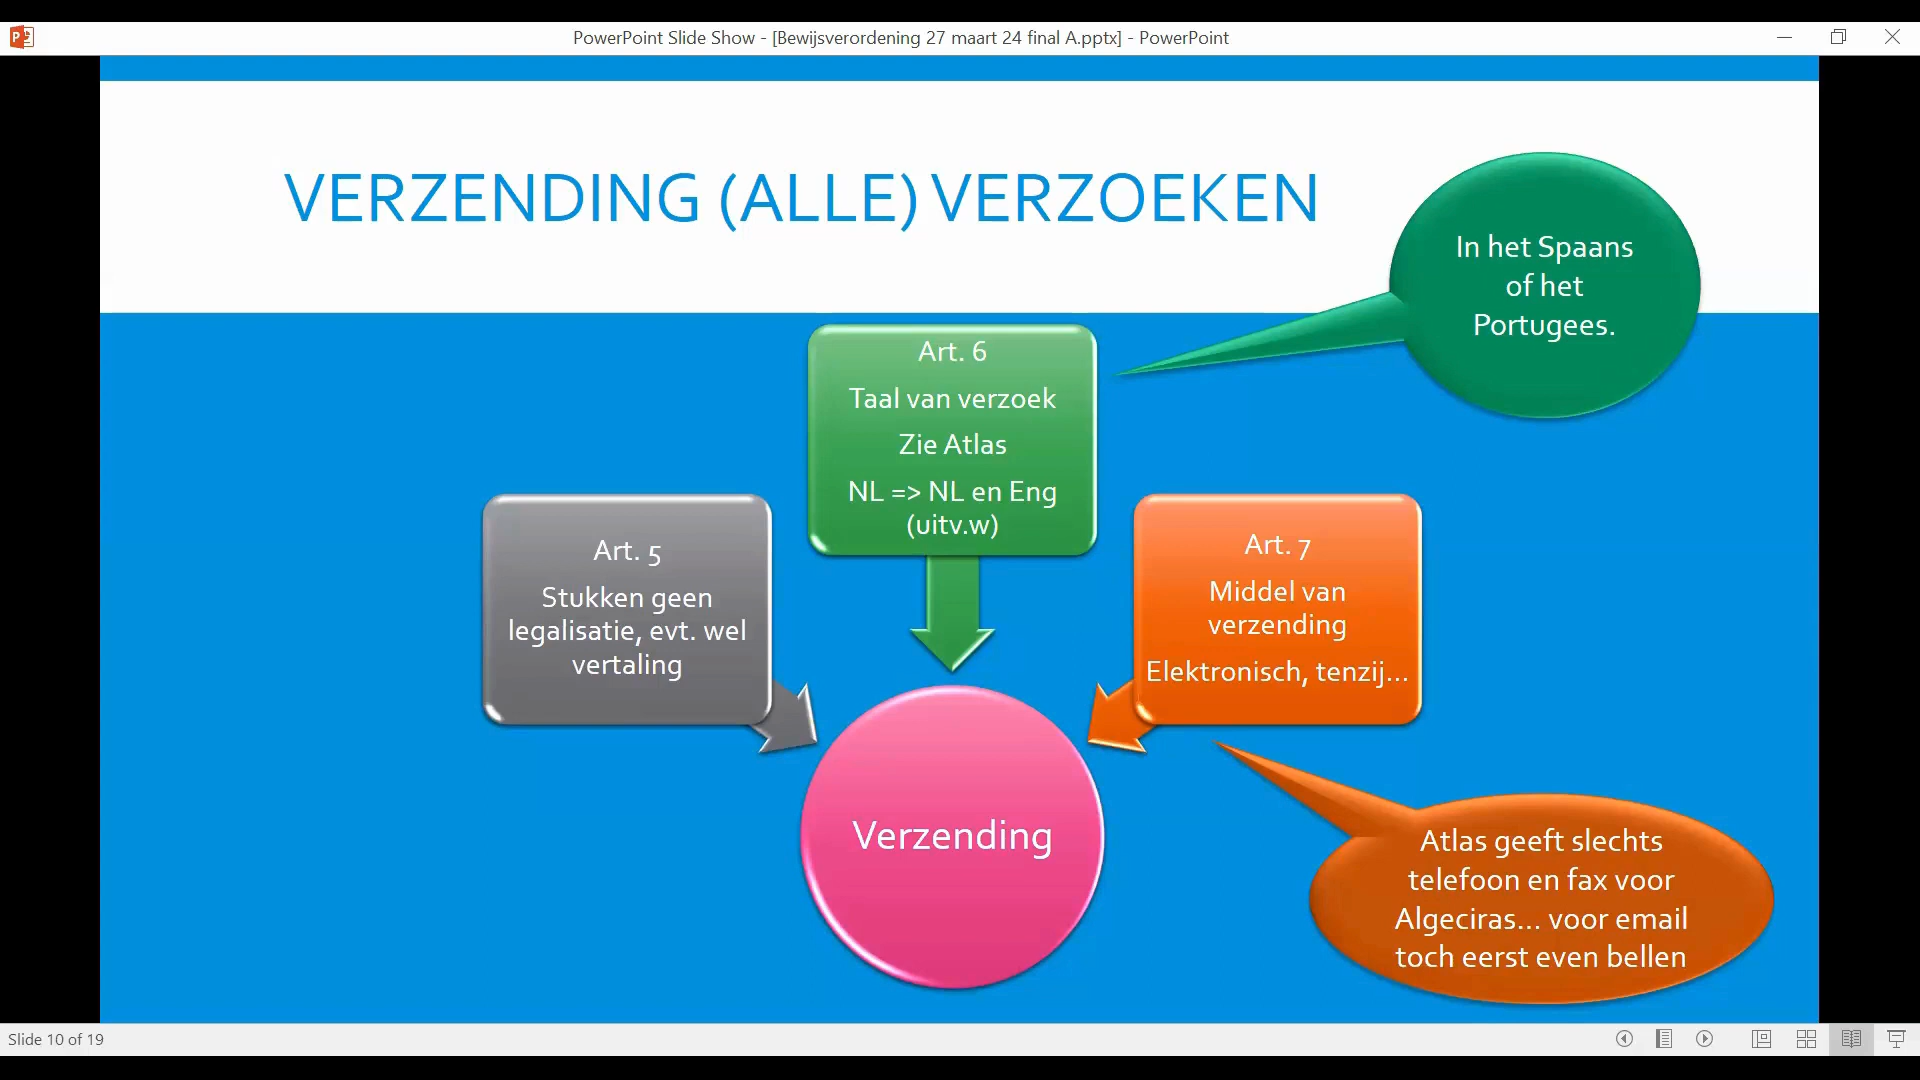 PowerPoint Slide Show - [Bewijsverordening 27 maart 24 final A.pptx] - PowerPoint
VERZENDING (ALLE) VERZOEKEN
In het Spaans
of het
Portugees.
Art. 6
Taal van verzoek
Zie Atlas
NL => NL en Eng
(uitv.w)
Art. 5
Stukken geen
legalisatie, evt. wel
vertaling
Art. 7
Middel van
verzending
Elektronisch, tenzij...
Verzending
Atlas geeft slechts
telefoon en fax voor
Algeciras... voor email
toch eerst even bellen
Slide 10 of 19